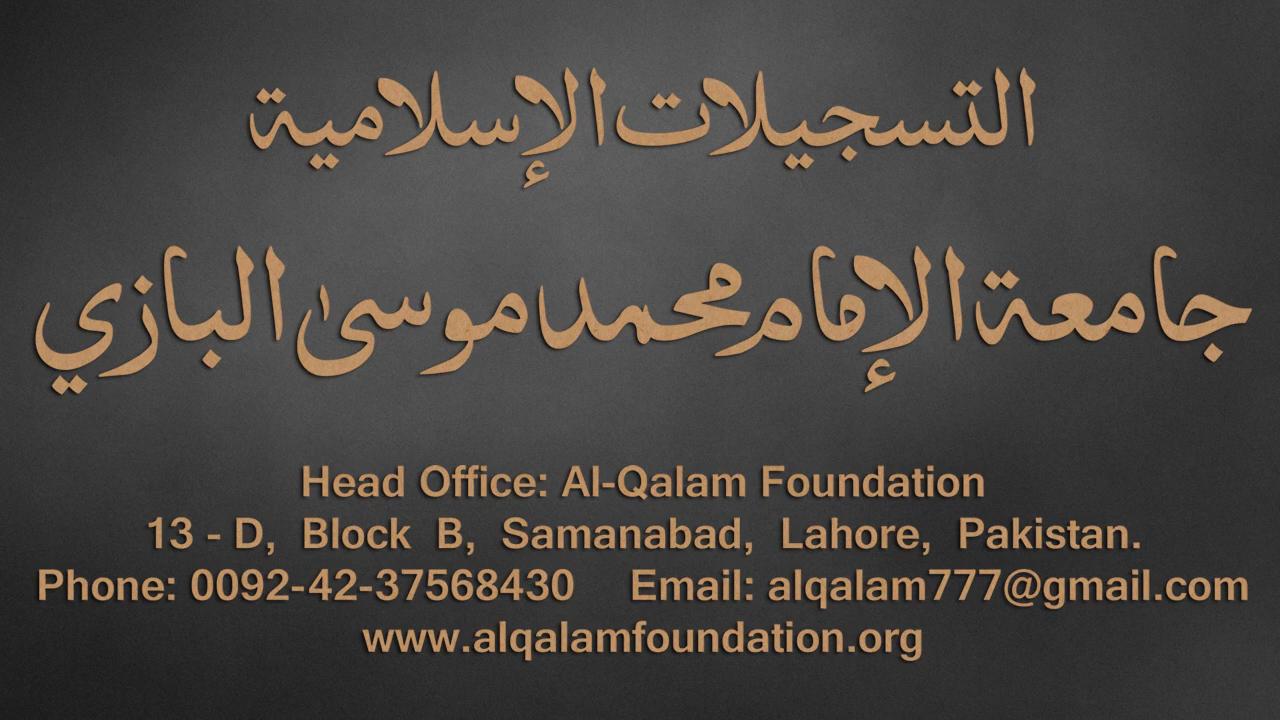 التسجيلات الإسلامية
جامعة الإمام محمد موسىٰ البازي
Head Office: Al-Qalam Foundation
13 - D, Block B, Samanabad, Lahore, Pakistan.
Phone: 0092-42-37568430 Email: alqalam777@gmail.com
www.alqalamfoundation.org